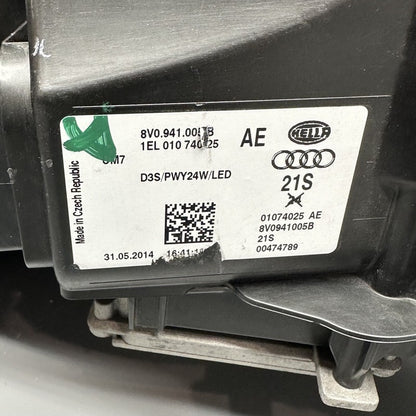 8V0.941.005B
1EL 010 740-25
AE
HELLA
D3S/PWY24W/LED
21S
Made in Czech Republic
01074025 AE
8V0941005B
21S
00474789
31.05.2014